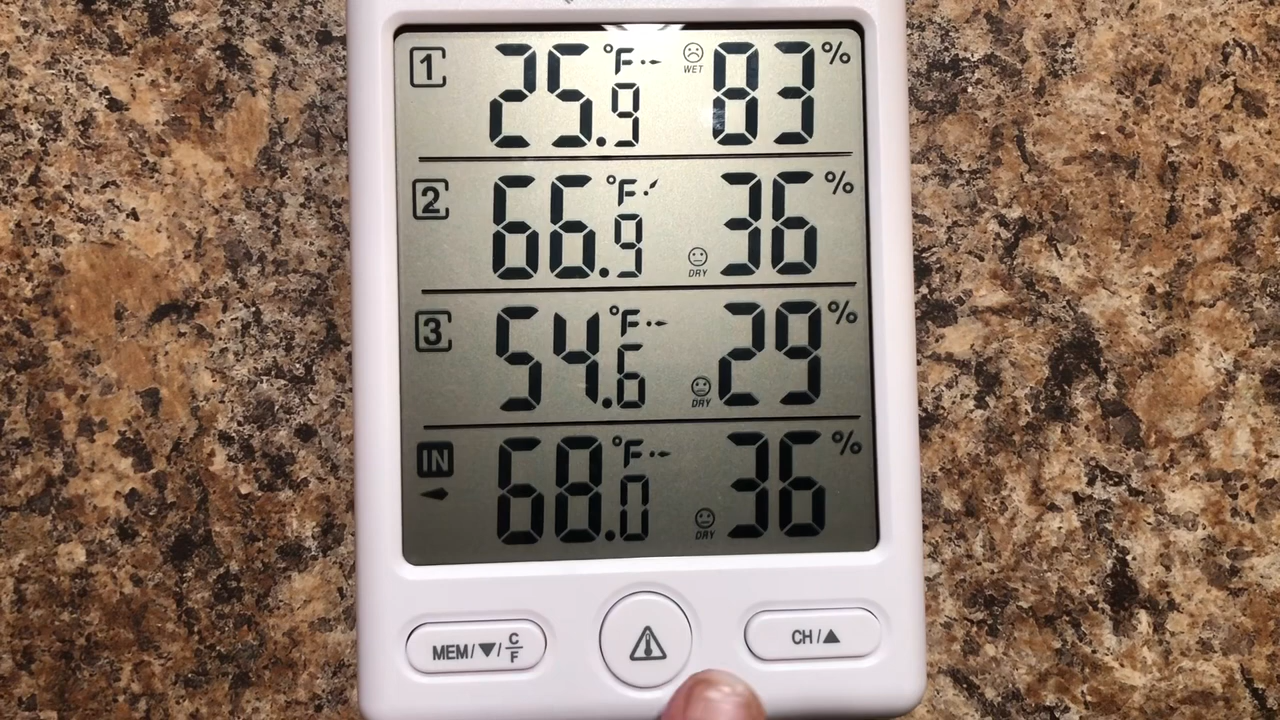 1 25.9 °F WET 83%
2 66.9 °F DRY 36%
3 54.6 °F DRY 29%
IN 68.0 °F DRY 36%
MEM/▼/C/F
CH/▲